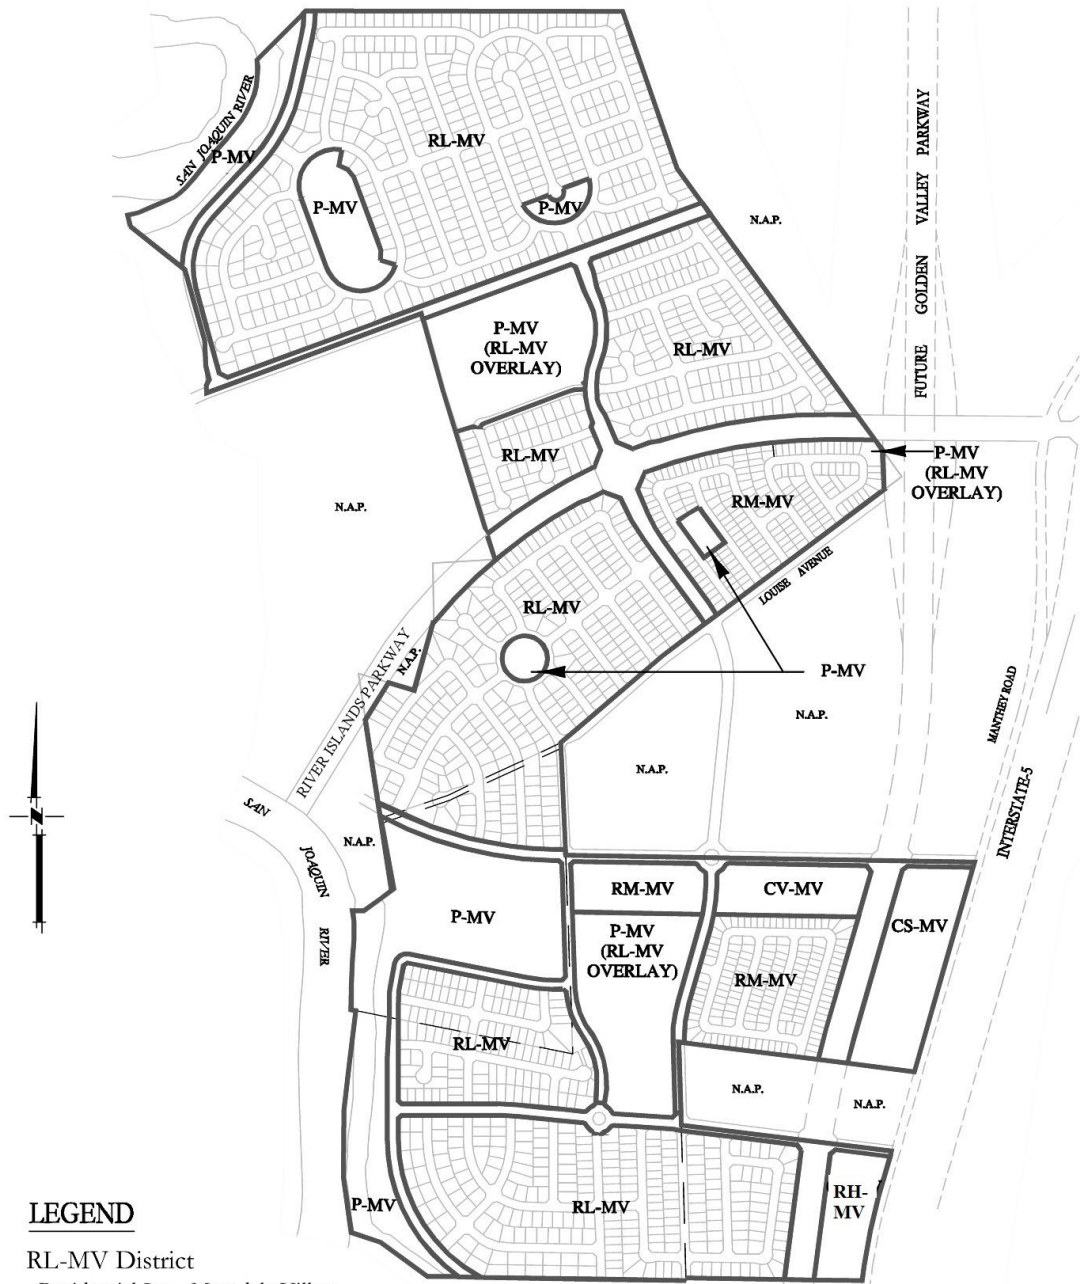 RL-MV
SAN JOAQUIN RIVER
P-MV
P-MV
P-MV
N.A.P.
FUTURE GOLDEN VALLEY PARKWAY
P-MV
(RL-MV
OVERLAY)
RL-MV
RL-MV
P-MV
(RL-MV
OVERLAY)
RM-MV
N.A.P.
LOUISE AVENUE
RL-MV
RIVER ISLANDS PARKWAY
N.A.P.
P-MV
N.A.P.
MANTHEY ROAD
N.A.P.
INTERSTATE-5
N
SAN
JOAQUIN
RIVER
N.A.P.
RM-MV
CV-MV
P-MV
P-MV
(RL-MV
OVERLAY)
CS-MV
RM-MV
RL-MV
N.A.P.
N.A.P.
P-MV
RL-MV
RH-
MV
LEGEND
RL-MV District